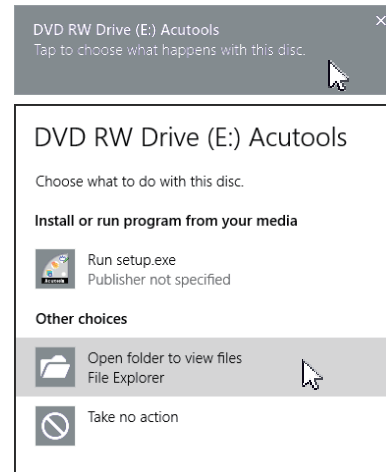 DVD RW Drive (E:) Acutools
Tap to choose what happens with this disc.
DVD RW Drive (E:) Acutools
Choose what to do with this disc.
Install or run program from your media
Run setup.exe
Publisher not specified
Acutools
Other choices
Open folder to view files
File Explorer
Take no action